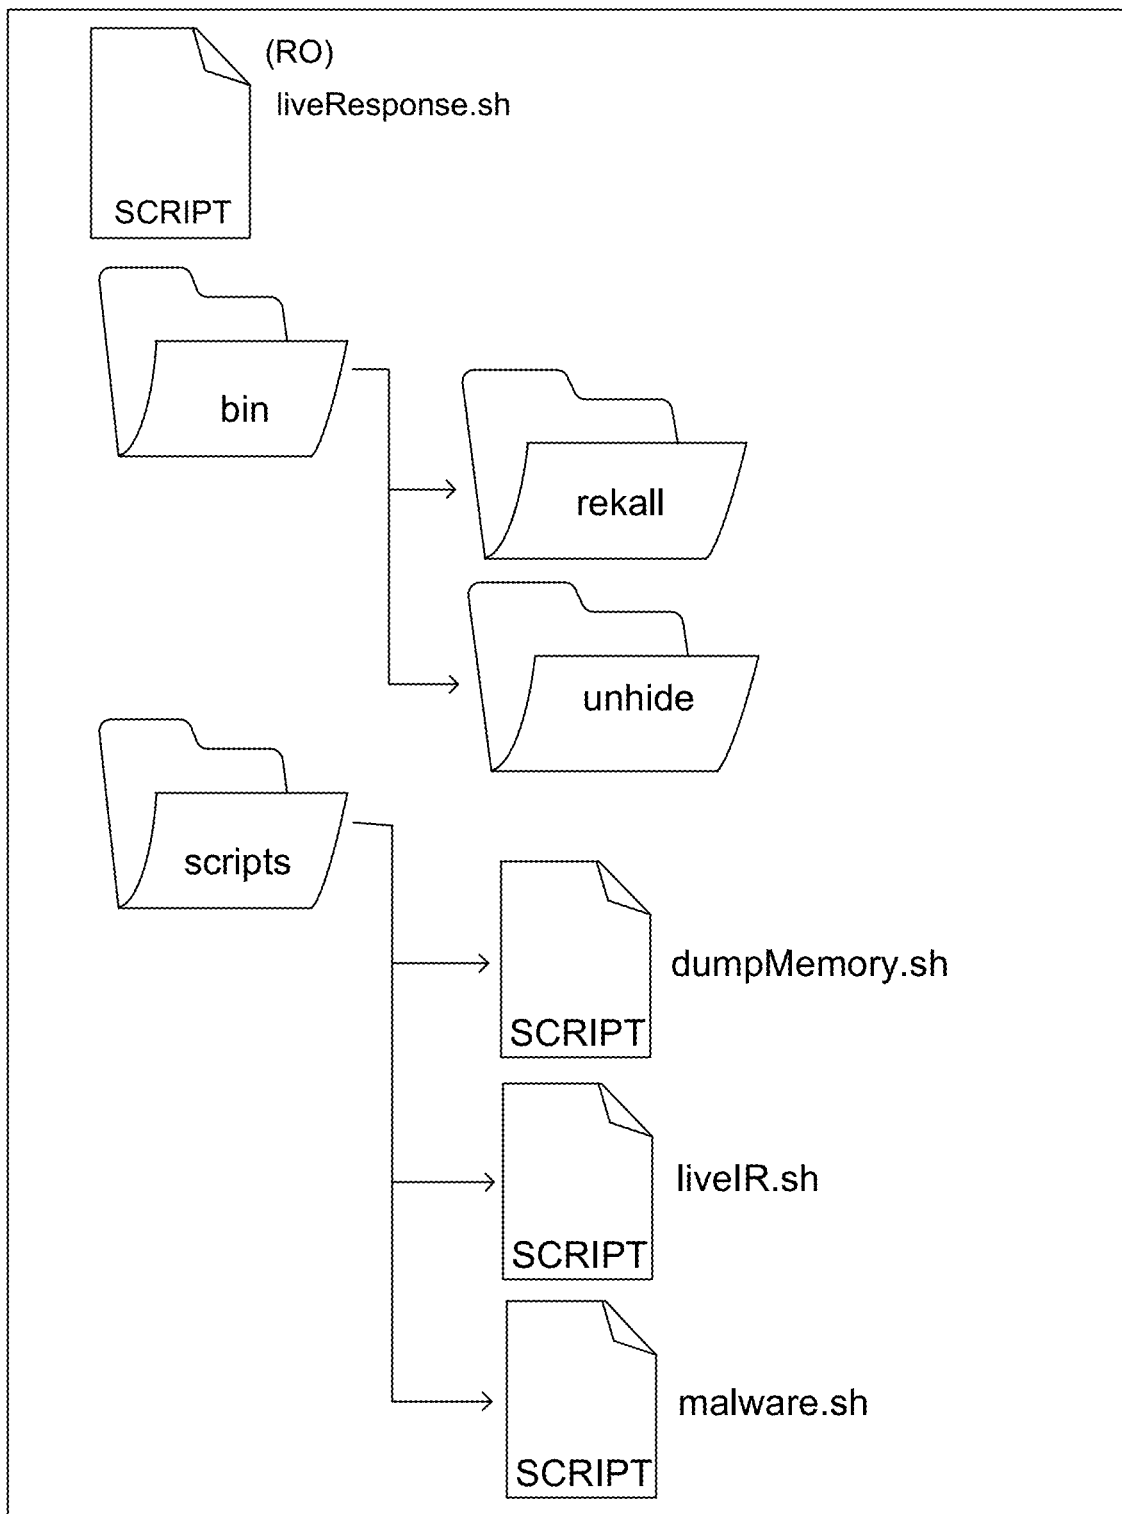 (RO)
liveResponse.sh
SCRIPT
bin
rekall
unhide
scripts
dumpMemory.sh
SCRIPT
liveIR.sh
SCRIPT
malware.sh
SCRIPT